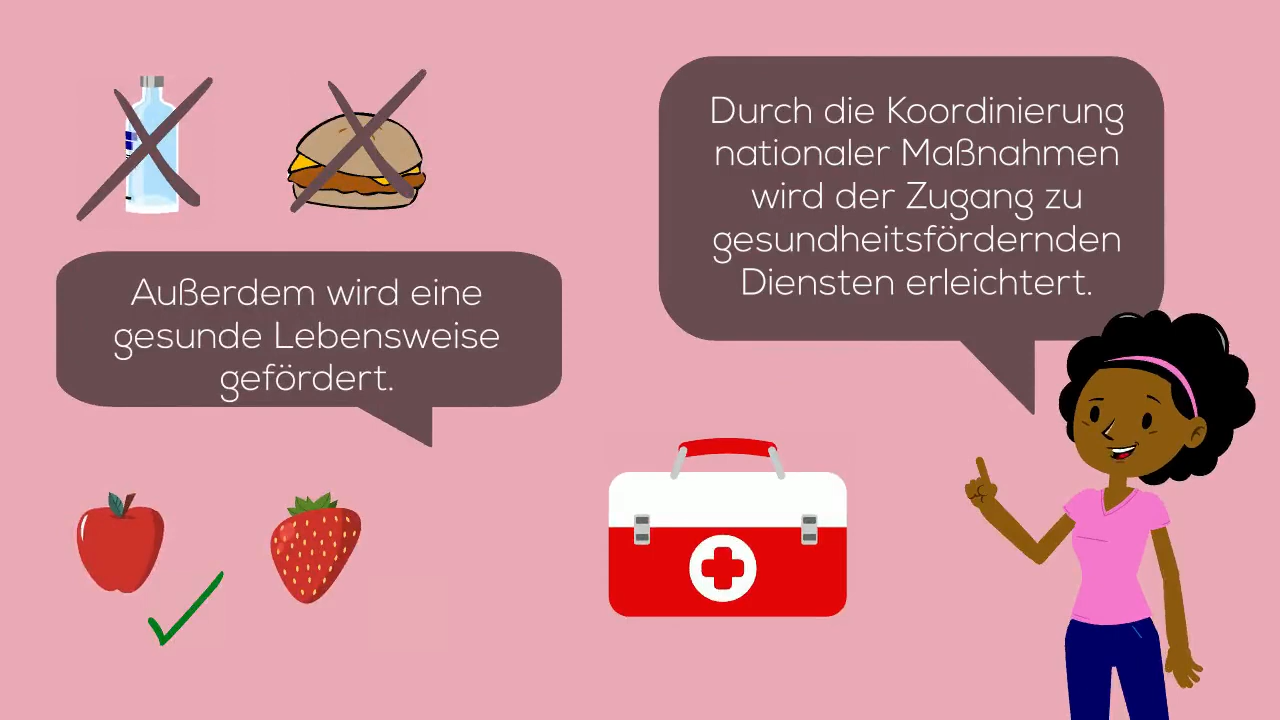 Durch die Koordinierung
nationaler Maßnahmen
wird der Zugang zu
gesundheitsfördernden
Diensten erleichtert.
Außerdem wird eine
gesunde Lebensweise
gefördert.